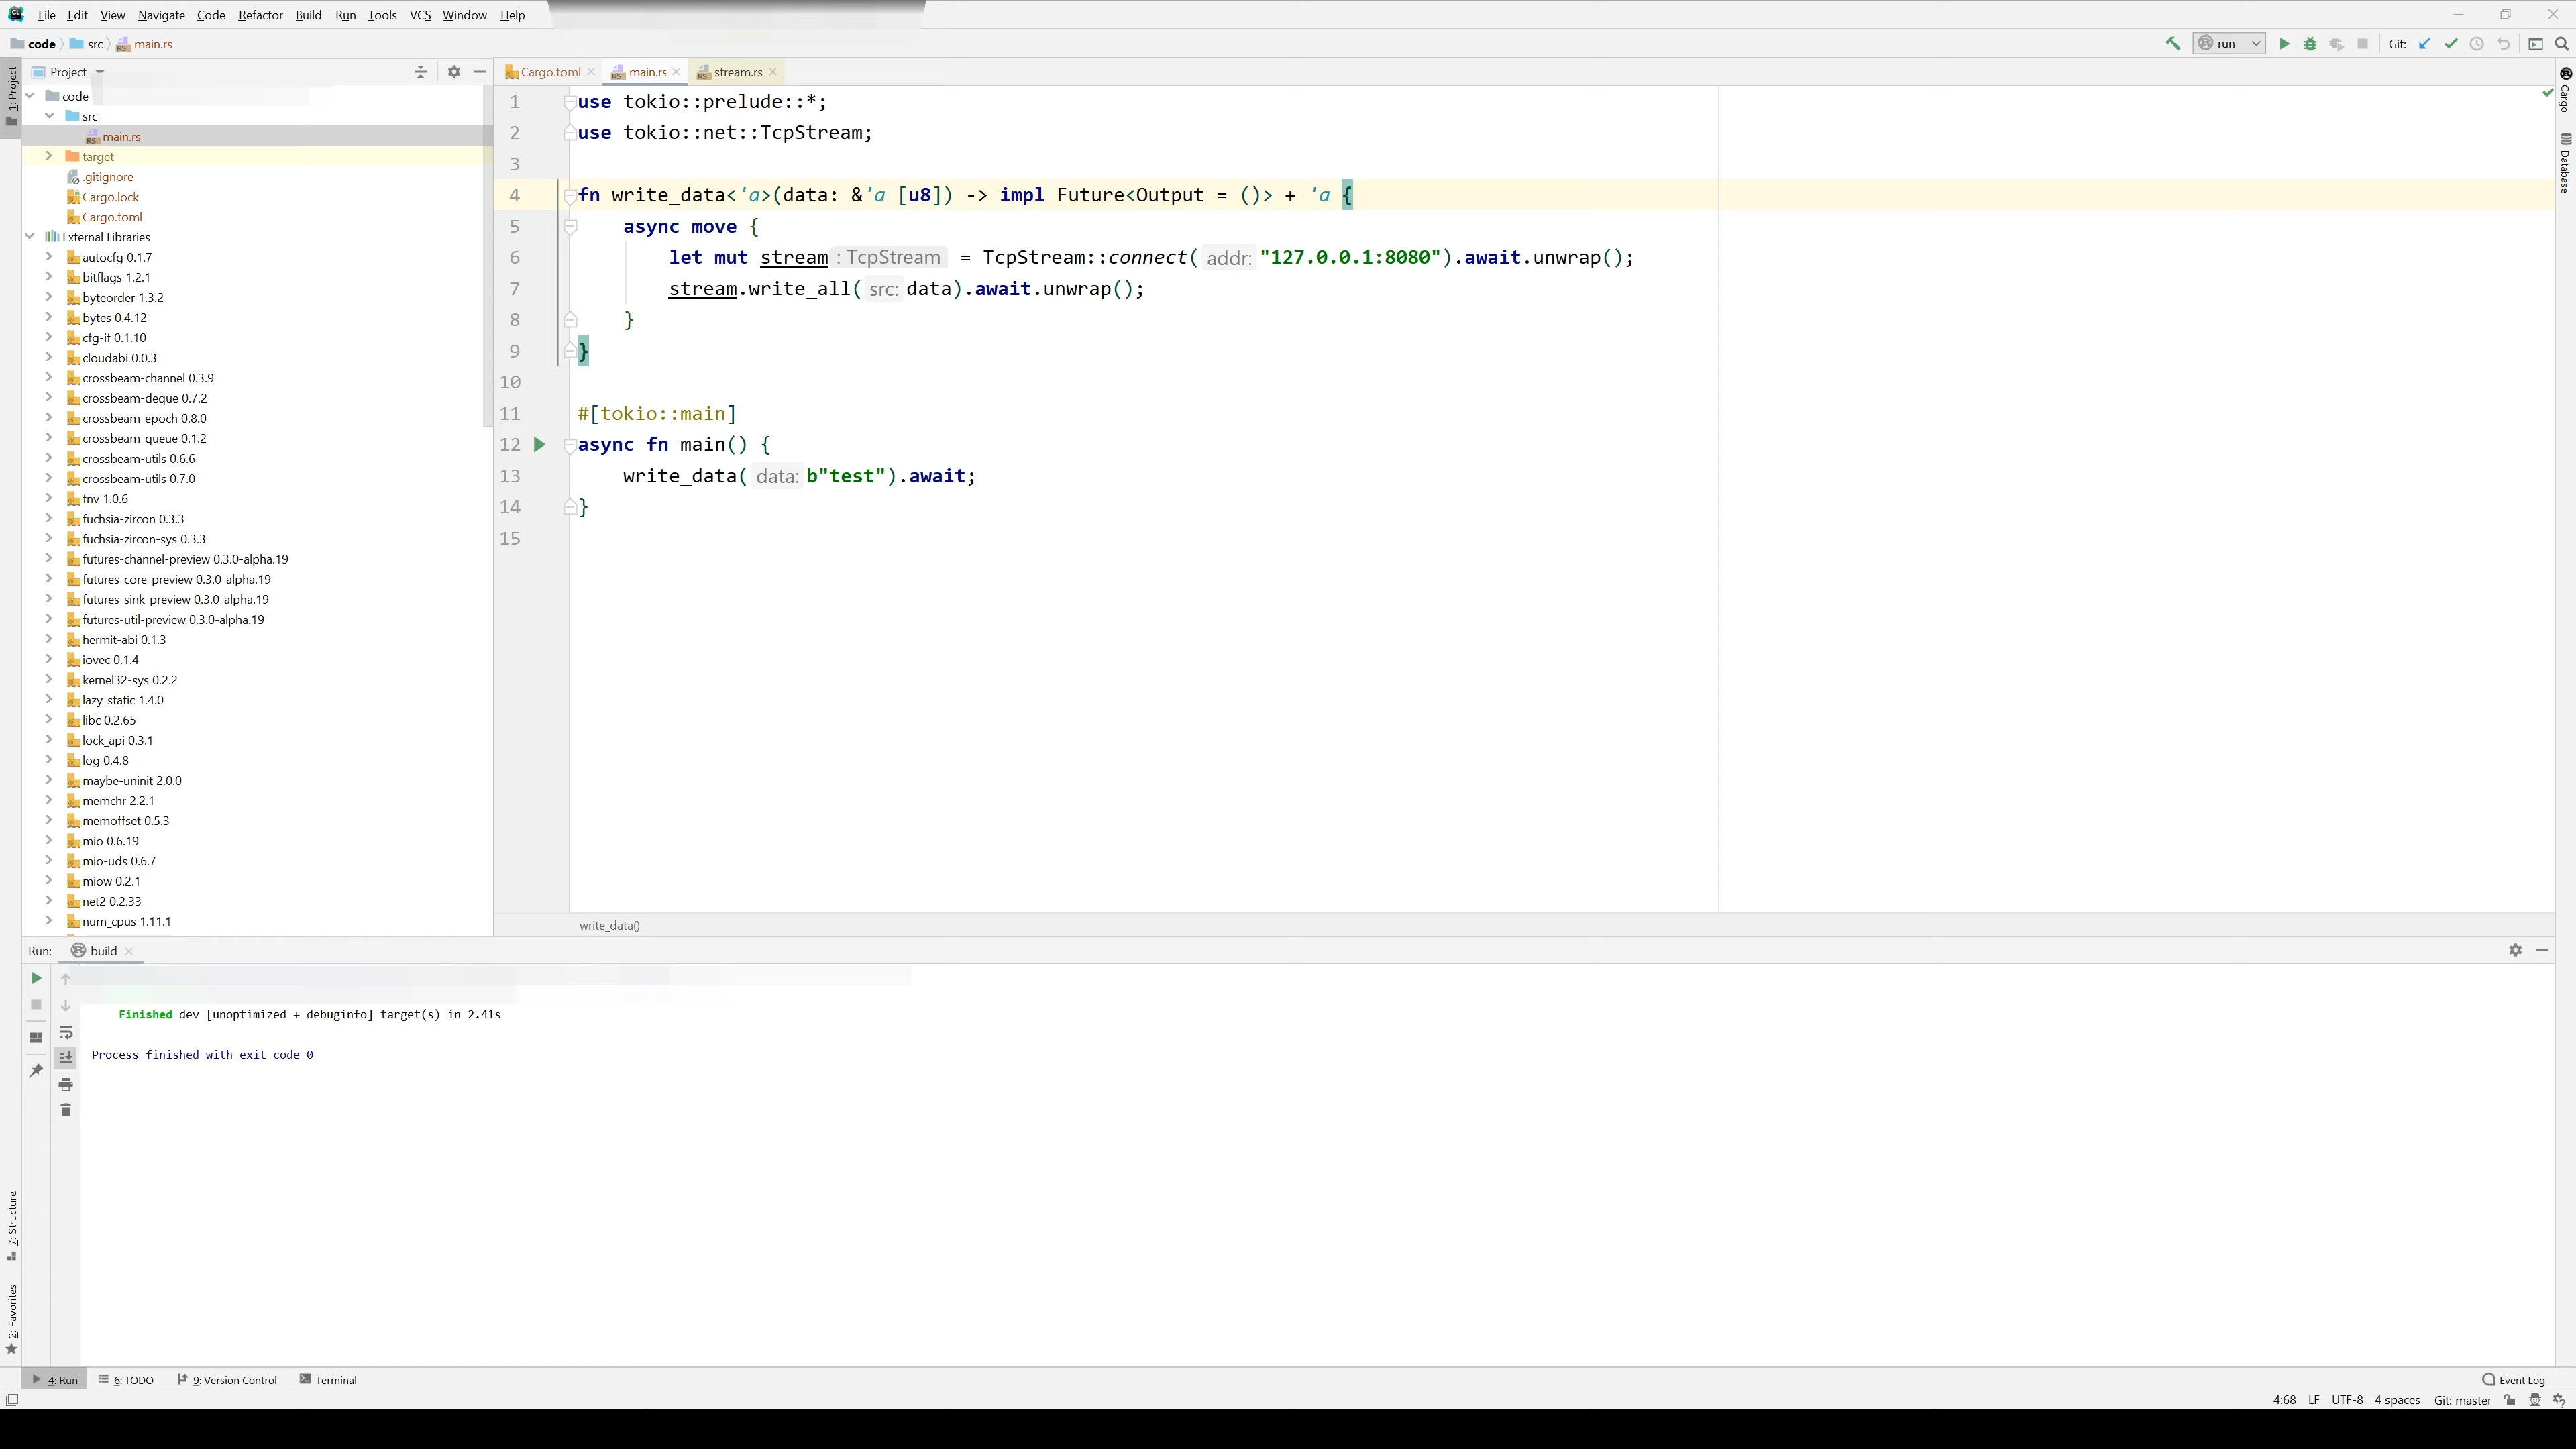 File Edit View Navigate Code Refactor Build Run Tools VCS Window Help
code src main.rs
run Git:
Project
Cargo.toml main.rs stream.rs
1: Project
code
src
main.rs
target
.gitignore
Cargo.lock
Cargo.toml
External Libraries
autocfg 0.1.7
bitflags 1.2.1
byteorder 1.3.2
bytes 0.4.12
cfg-if 0.1.10
cloudabi 0.0.3
crossbeam-channel 0.3.9
crossbeam-deque 0.7.2
crossbeam-epoch 0.8.0
crossbeam-queue 0.1.2
crossbeam-utils 0.6.6
crossbeam-utils 0.7.0
fnv 1.0.6
fuchsia-zircon 0.3.3
fuchsia-zircon-sys 0.3.3
futures-channel-preview 0.3.0-alpha.19
futures-core-preview 0.3.0-alpha.19
futures-sink-preview 0.3.0-alpha.19
futures-util-preview 0.3.0-alpha.19
hermit-abi 0.1.3
iovec 0.1.4
kernel32-sys 0.2.2
lazy_static 1.4.0
libc 0.2.65
lock_api 0.3.1
log 0.4.8
maybe-uninit 2.0.0
memchr 2.2.1
memoffset 0.5.3
mio 0.6.19
mio-uds 0.6.7
miow 0.2.1
net2 0.2.33
num_cpus 1.11.1
1 use tokio::prelude::*;
2 use tokio::net::TcpStream;
3
4 fn write_data<'a>(data: &'a [u8]) -> impl Future<Output = ()> + 'a {
5 async move {
6 let mut stream : TcpStream = TcpStream::connect( addr: "127.0.0.1:8080").await.unwrap();
7 stream.write_all( src: data).await.unwrap();
8 }
9 }
10
11 #[tokio::main]
12 async fn main() {
13 write_data( data: b"test").await;
14 }
15
write_data()
Cargo
Database
Run: build
Finished dev [unoptimized + debuginfo] target(s) in 2.41s
Process finished with exit code 0
7: Structure
2: Favorites
4: Run 6: TODO 9: Version Control Terminal Event Log
4:68 LF UTF-8 4 spaces Git: master